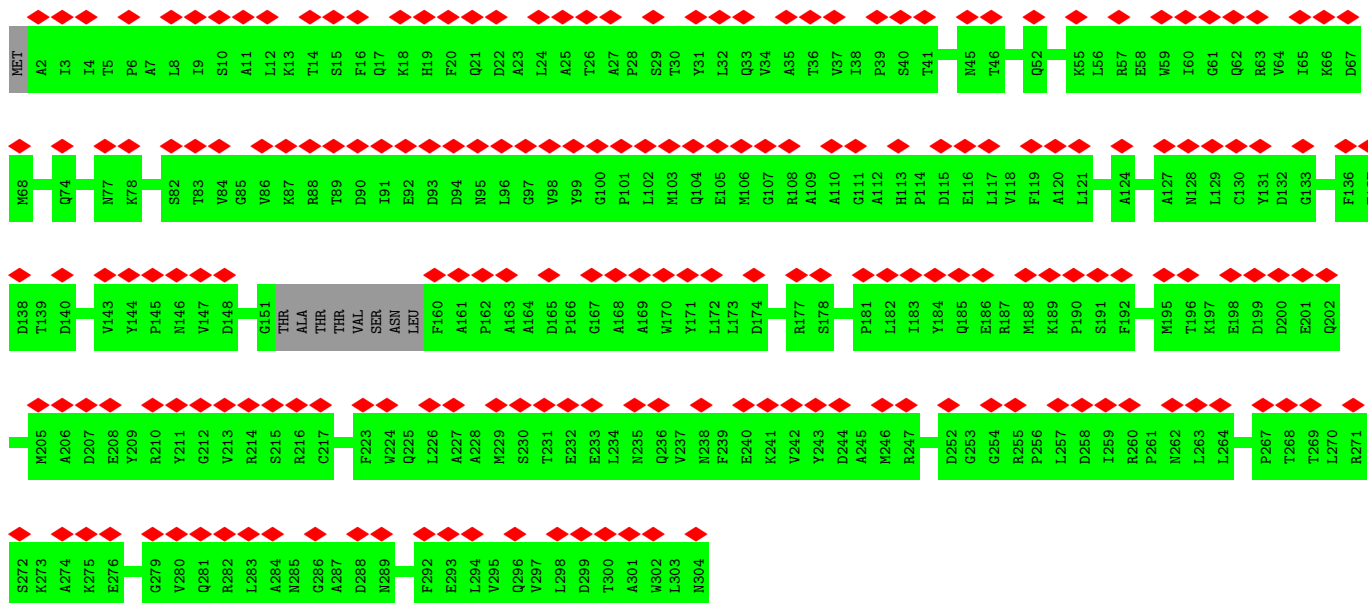 MET A2 I3 I4 T5 P6 A7 L8 I9 S10 A11 L12 K13 T14 S15 F16 Q17 K18 H19 F20 Q21 D22 A23 L24 A25 T26 A27 P28 S29 T30 Y31 L32 Q33 V34 A35 T36 V37 I38 P39 S40 T41 N45 T46 Q52 K55 L56 R57 E58 W59 I60 G61 Q62 R63 V64 I65 K66 D67
M68 Q74 N77 K78 S82 T83 V84 G85 V86 K87 R88 T89 D90 I91 E92 D93 D94 N95 L96 G97 V98 Y99 G100 P101 L102 M103 Q104 E105 M106 G107 R108 A109 A110 G111 A112 H113 P114 D115 E116 L117 V118 F119 A120 L121 A124 A127 N128 L129 C130 Y131 D132 G133 F136
D138 T139 D140 V143 Y144 P145 N146 V147 D148 G151 THR ALA THR THR VAL SER ASN LEU F160 A161 P162 A163 A164 D165 P166 G167 A168 A169 W170 Y171 L172 L173 D174 R177 S178 P181 L182 I183 Y184 Q185 E186 R187 M188 K189 P190 S191 F192 M195 T196 K197 E198 D199 D200 E201 Q202
M205 A206 D207 E208 Y209 R210 Y211 G212 V213 R214 S215 R216 C217 F223 W224 Q225 L226 A227 A228 M229 S230 T231 E232 E233 L234 N235 Q236 V237 N238 F239 E240 K241 V242 Y243 D244 A245 M246 R247 D252 G253 G254 R255 P256 L257 D258 I259 R260 P261 N262 L263 L264 P267 T268 T269 L270 R271
S272 K273 A274 K275 E276 G279 V280 Q281 R282 L283 A284 N285 G286 A287 D288 N289 F292 E293 L294 V295 Q296 V297 L298 D299 T300 A301 W302 L303 N304